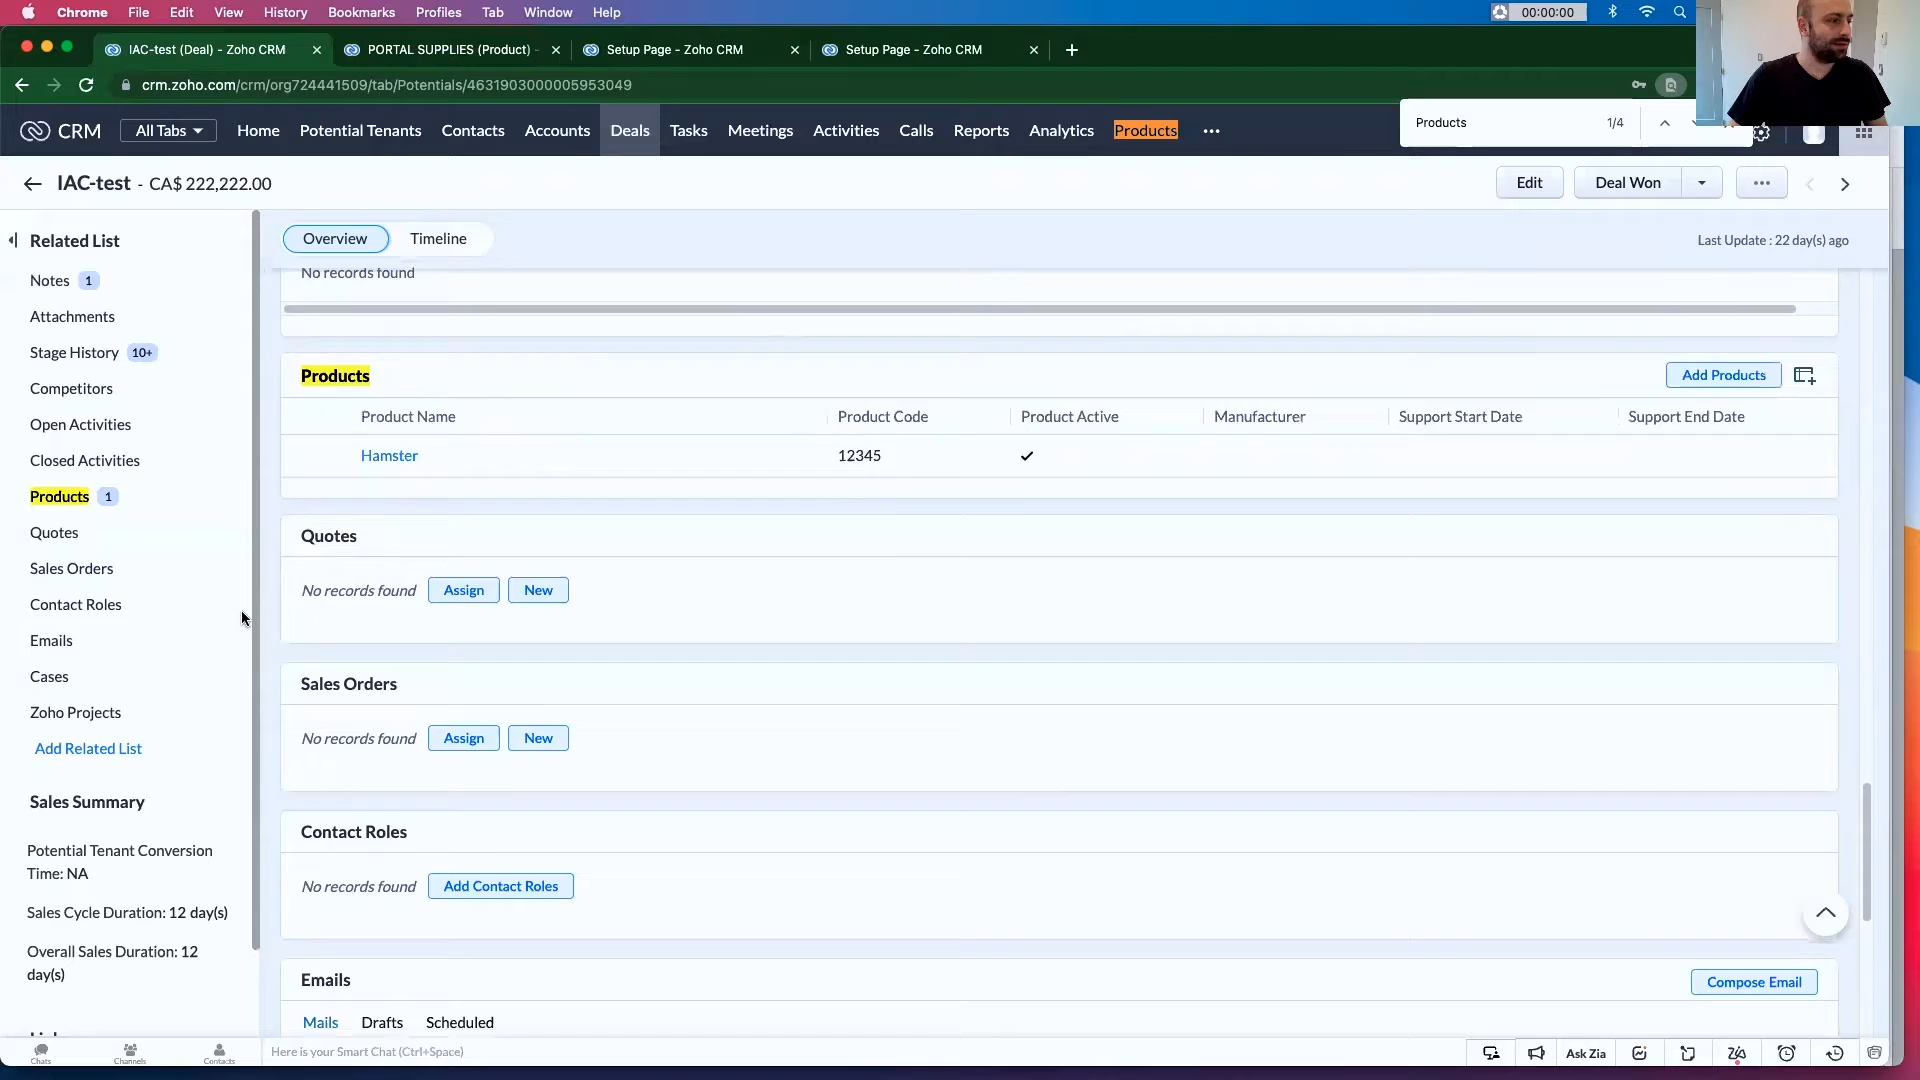 Chrome File Edit View History Bookmarks Profiles Tab Window Help 00:00:00
IAC-test (Deal) - Zoho CRM PORTAL SUPPLIES (Product) - Setup Page - Zoho CRM Setup Page - Zoho CRM
crm.zoho.com/crm/org724441509/tab/Potentials/4631903000005953049
CRM All Tabs Home Potential Tenants Contacts Accounts Deals Tasks Meetings Activities Calls Reports Analytics Products ...
Products 1/4
IAC-test - CA$ 222,222.00 Edit Deal Won
Overview Timeline Last Update : 22 day(s) ago
Related List
Notes 1
Attachments
Stage History 10+
Competitors
Open Activities
Closed Activities
Products 1
Quotes
Sales Orders
Contact Roles
Emails
Cases
Zoho Projects
Add Related List
Sales Summary
Potential Tenant Conversion
Time: NA
Sales Cycle Duration: 12 day(s)
Overall Sales Duration: 12
day(s)
No records found
Products Add Products
Product Name Product Code Product Active Manufacturer Support Start Date Support End Date
Hamster 12345
Quotes
No records found Assign New
Sales Orders
No records found Assign New
Contact Roles
No records found Add Contact Roles
Emails Compose Email
Mails Drafts Scheduled
Chats Channels Contacts Here is your Smart Chat (Ctrl+Space) Ask Zia